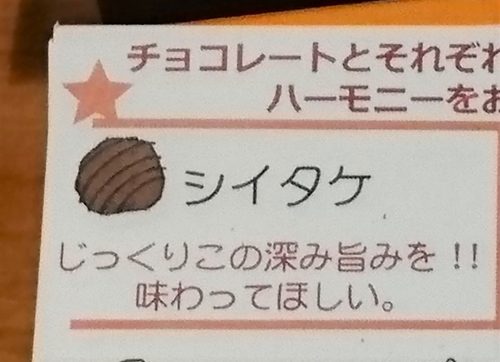 チョコレートとそれぞれ
ハーモニーをお
シイタケ
じっくりこの深み旨みを!!
味わってほしい。